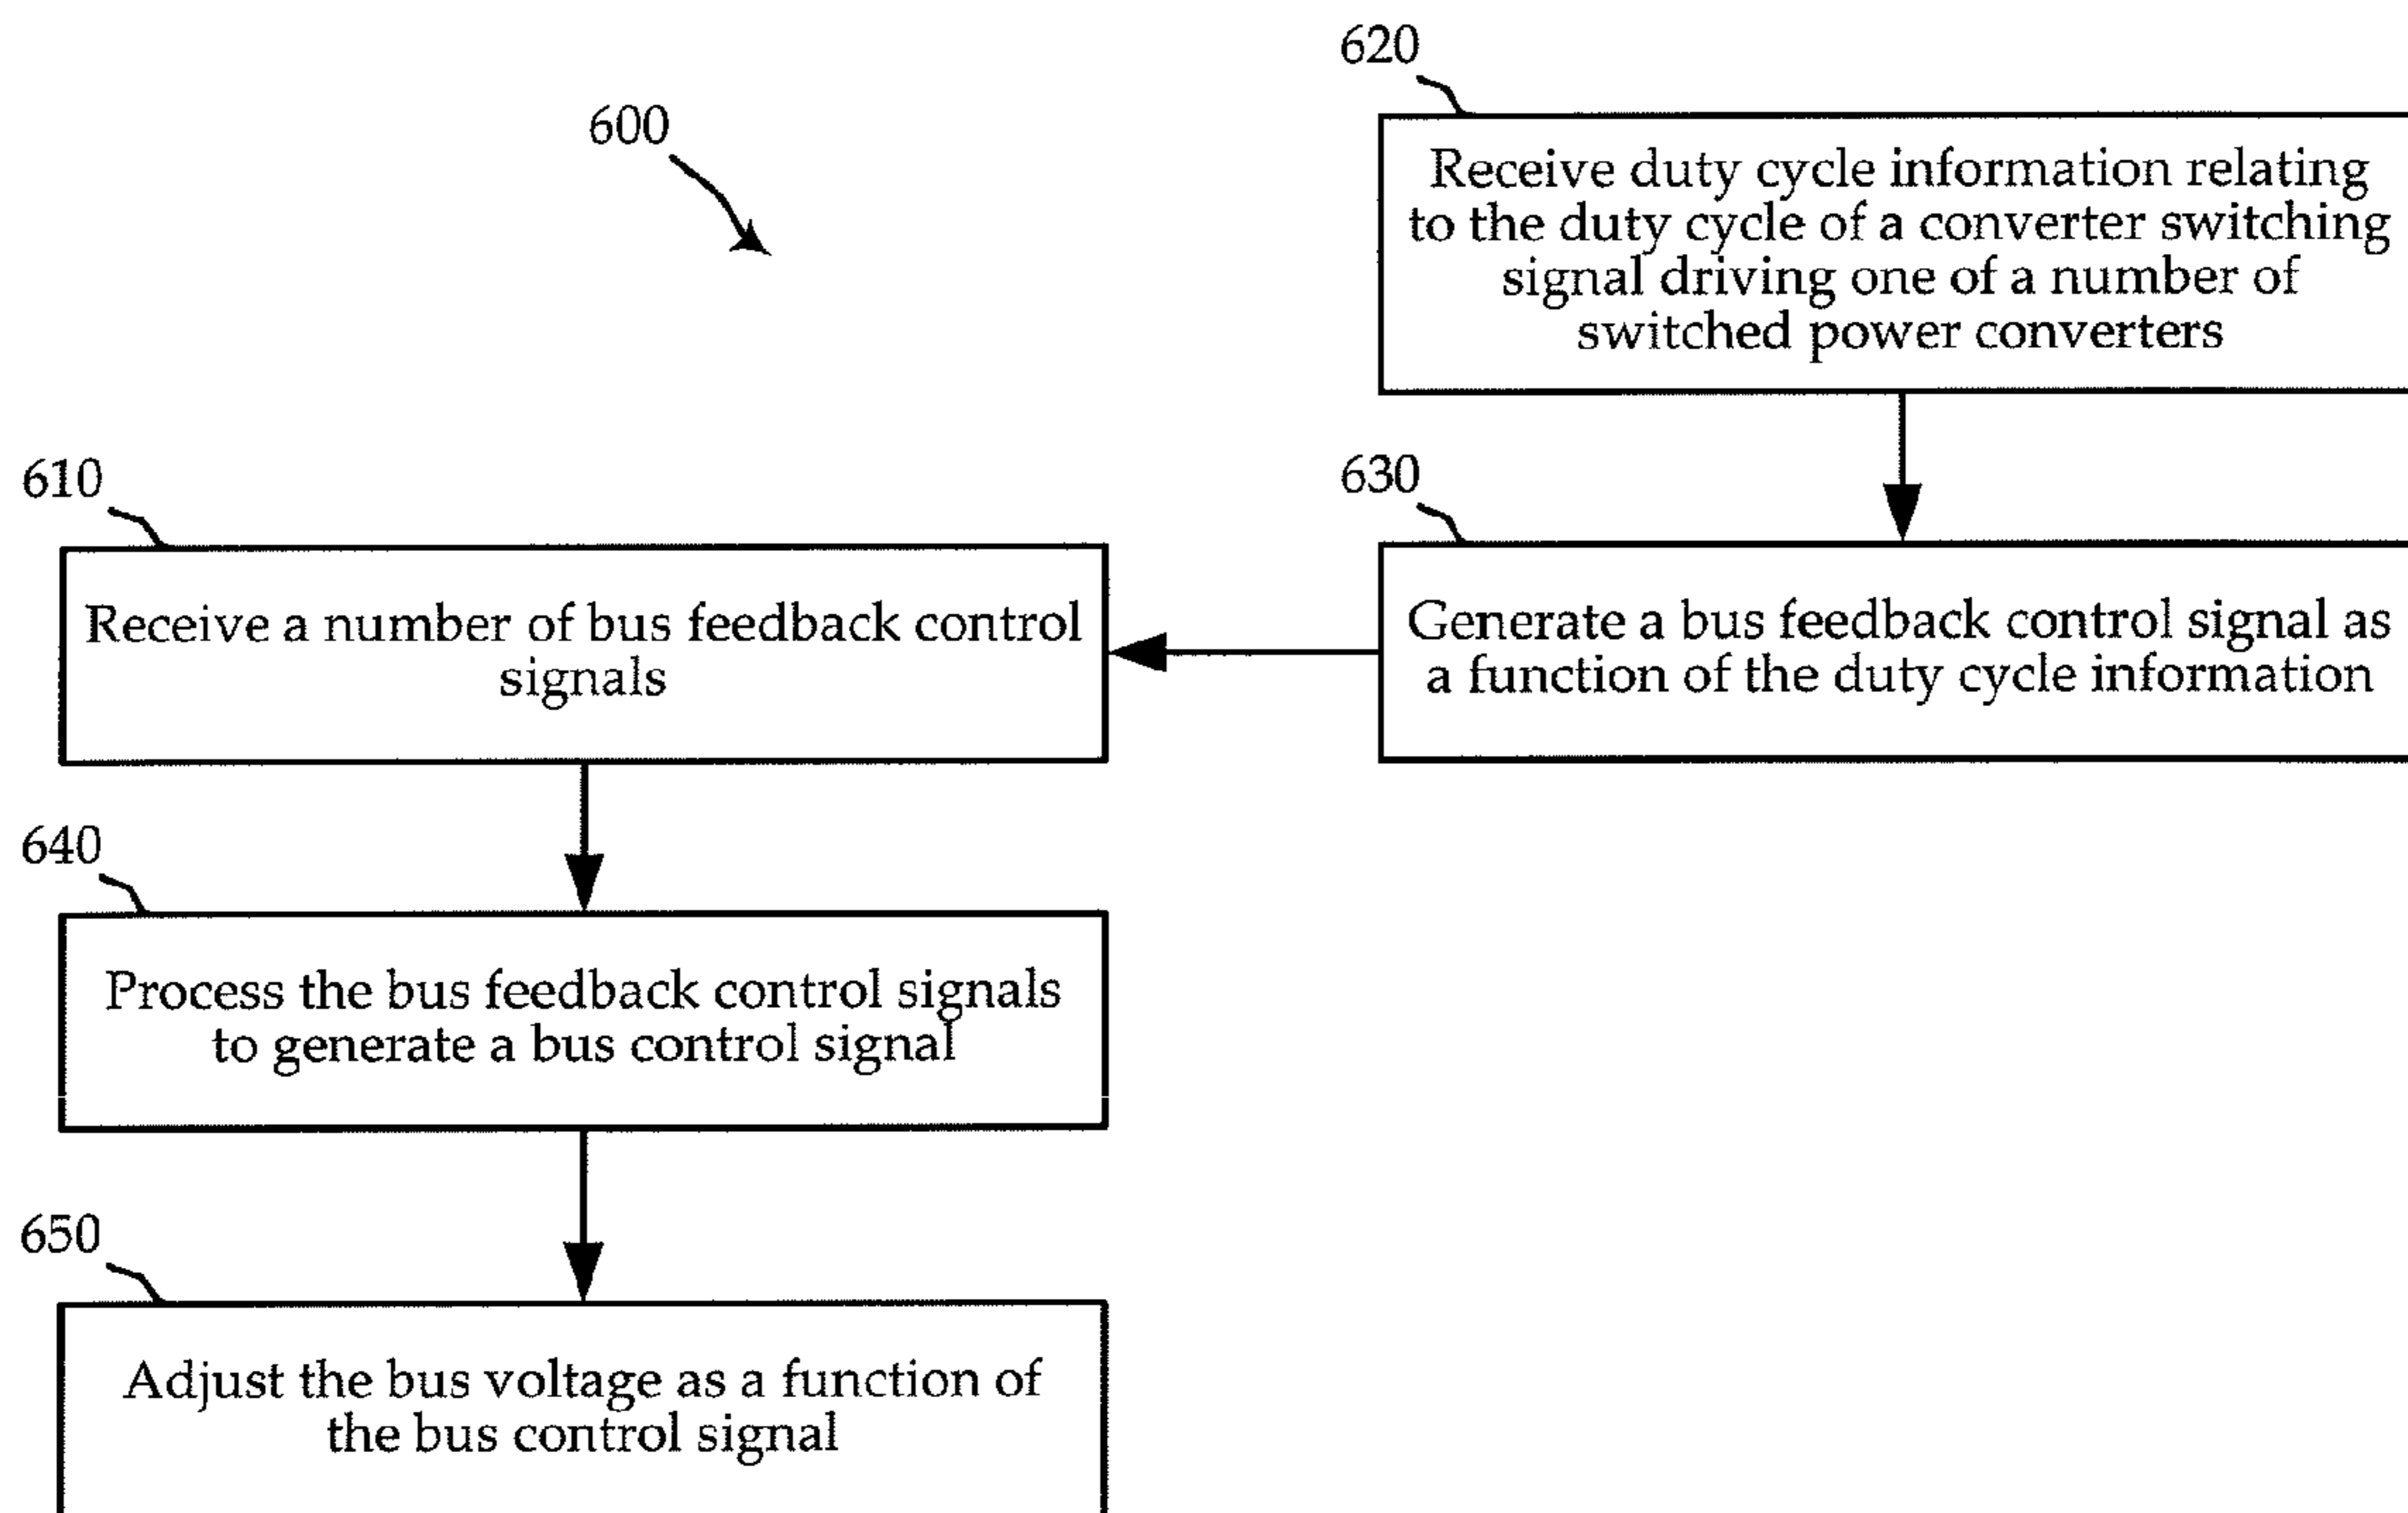 620
600
Receive duty cycle information relating
to the duty cycle of a converter switching
signal driving one of a number of
switched power converters
610
630
Receive a number of bus feedback control
signals
Generate a bus feedback control signal as
a function of the duty cycle information
640
Process the bus feedback control signals
to generate a bus control signal
650
Adjust the bus voltage as a function of
the bus control signal